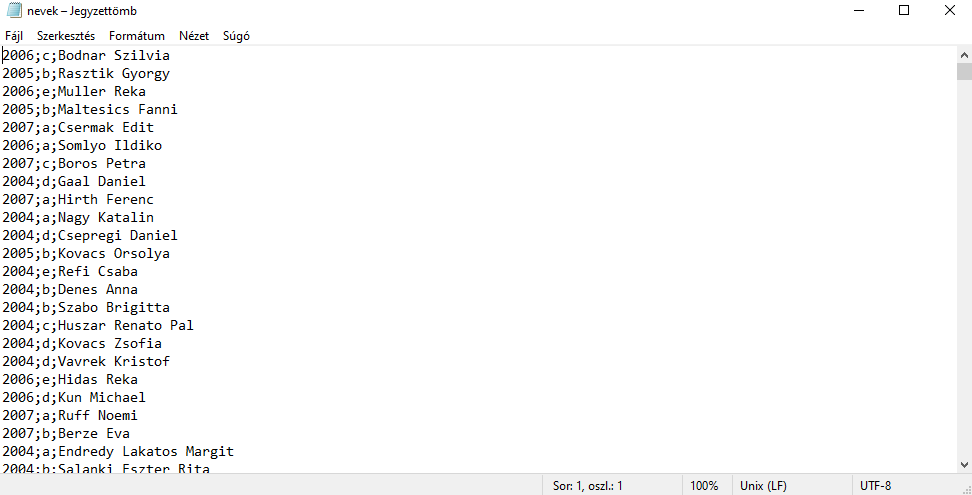 nevek – Jegyzettömb
Fájl Szerkesztés Formátum Nézet Súgó
2006;c;Bodnar Szilvia
2005;b;Rasztik Gyorgy
2006;e;Muller Reka
2005;b;Maltesics Fanni
2007;a;Csermak Edit
2006;a;Somlyo Ildiko
2007;c;Boros Petra
2004;d;Gaal Daniel
2007;a;Hirth Ferenc
2004;a;Nagy Katalin
2004;d;Csepregi Daniel
2005;b;Kovacs Orsolya
2004;e;Refi Csaba
2004;b;Denes Anna
2004;b;Szabo Brigitta
2004;c;Huszar Renato Pal
2004;d;Kovacs Zsofia
2004;d;Vavrek Kristof
2006;e;Hidas Reka
2006;d;Kun Michael
2007;a;Ruff Noemi
2007;b;Berze Eva
2004;a;Endredy Lakatos Margit
2004;b;Salanki Eszter Rita
Sor: 1, oszl.: 1 100% Unix (LF) UTF-8